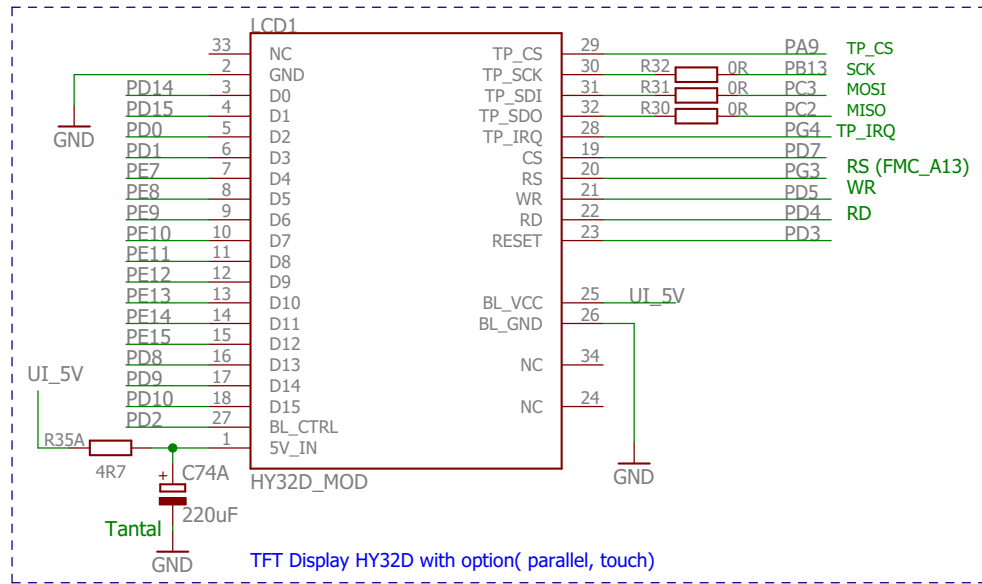 LCD1
33 NC TP_CS 29 PA9 TP_CS
2 GND TP_SCK 30 R32 0R PB13 SCK
PD14 3 D0 TP_SDI 31 R31 0R PC3 MOSI
PD15 4 D1 TP_SDO 32 R30 0R PC2 MISO
GND
PD0 5 D2 TP_IRQ 28 PG4 TP_IRQ
PD1 6 D3 CS 19 PD7
PE7 7 D4 RS 20 PG3 RS (FMC_A13)
PE8 8 D5 WR 21 PD5 WR
PE9 9 D6 RD 22 PD4 RD
PE10 10 D7 RESET 23 PD3
PE11 11 D8
PE12 12 D9
PE13 13 D10 BL_VCC 25 UI_5V
PE14 14 D11 BL_GND 26
PE15 15 D12
PD8 16 D13 NC 34
UI_5V
PD9 17 D14
PD10 18 D15 NC 24
PD2 27 BL_CTRL
R35A 1 5V_IN
4R7
+ C74A
HY32D_MOD
GND
220uF
Tantal
GND
TFT Display HY32D with option( parallel, touch)